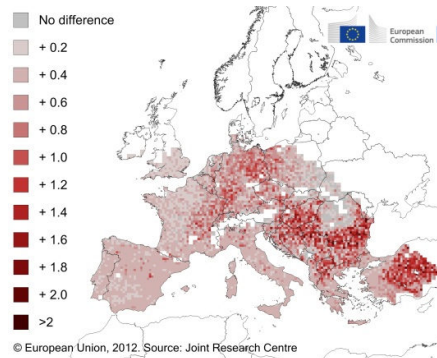 No difference
+ 0.2
+ 0.4
+ 0.6
+ 0.8
+ 1.0
+ 1.2
+ 1.4
+ 1.6
+ 1.8
+ 2.0
>2
European
Commission
© European Union, 2012. Source: Joint Research Centre